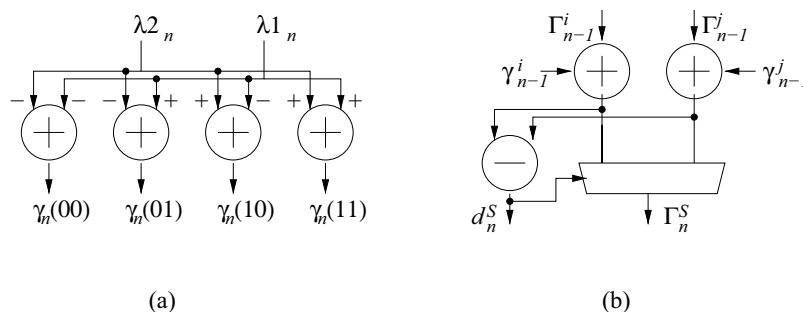 λ2 n λ1 n
− − − + + − + +
γn(00) γn(01) γn(10) γn(11)
(a)
Γ i n−1 Γ j n−1
γ i n−1 γ j n−1
d S n Γ S n
(b)